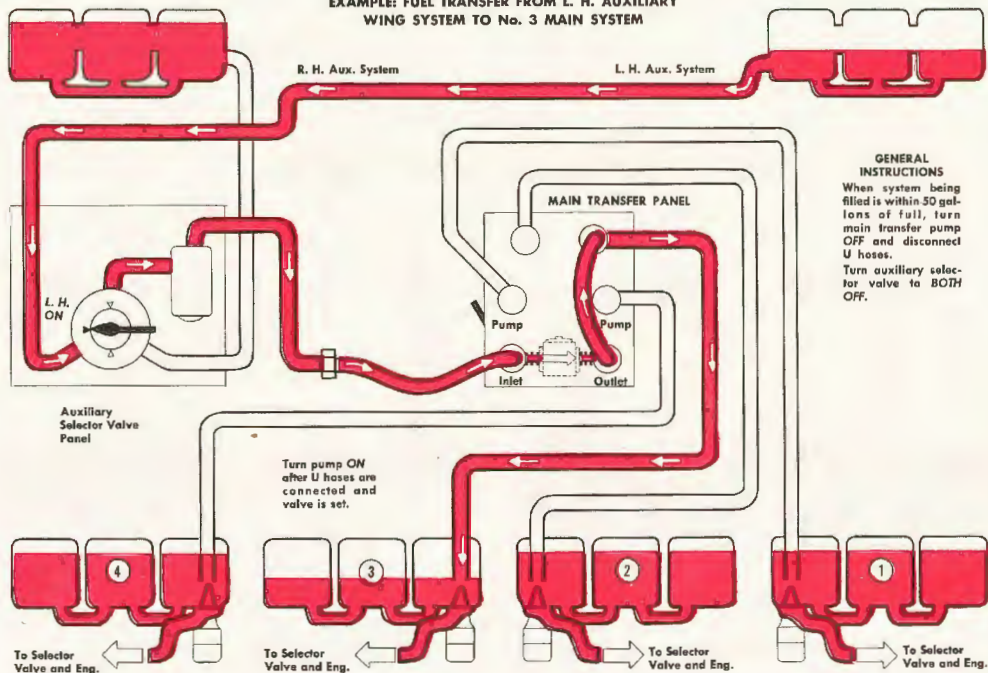 EXAMPLE: FUEL TRANSFER FROM L. H. AUXILIARY
WING SYSTEM TO No. 3 MAIN SYSTEM
R. H. Aux. System
L. H. Aux. System
GENERAL
INSTRUCTIONS
When system being
filled is within 50 gal-
lons of full, turn
main transfer pump
OFF and disconnect
U hoses.
Turn auxiliary selec-
tor valve to BOTH
OFF.
MAIN TRANSFER PANEL
L. H.
ON
Pump
Pump
Inlet
Outlet
Auxiliary
Selector Valve
Panel
Turn pump ON
after U hoses are
connected and
valve is set.
4
3
2
1
To Selector
Valve and Eng.
To Selector
Valve and Eng.
To Selector
Valve and Eng.
To Selector
Valve and Eng.